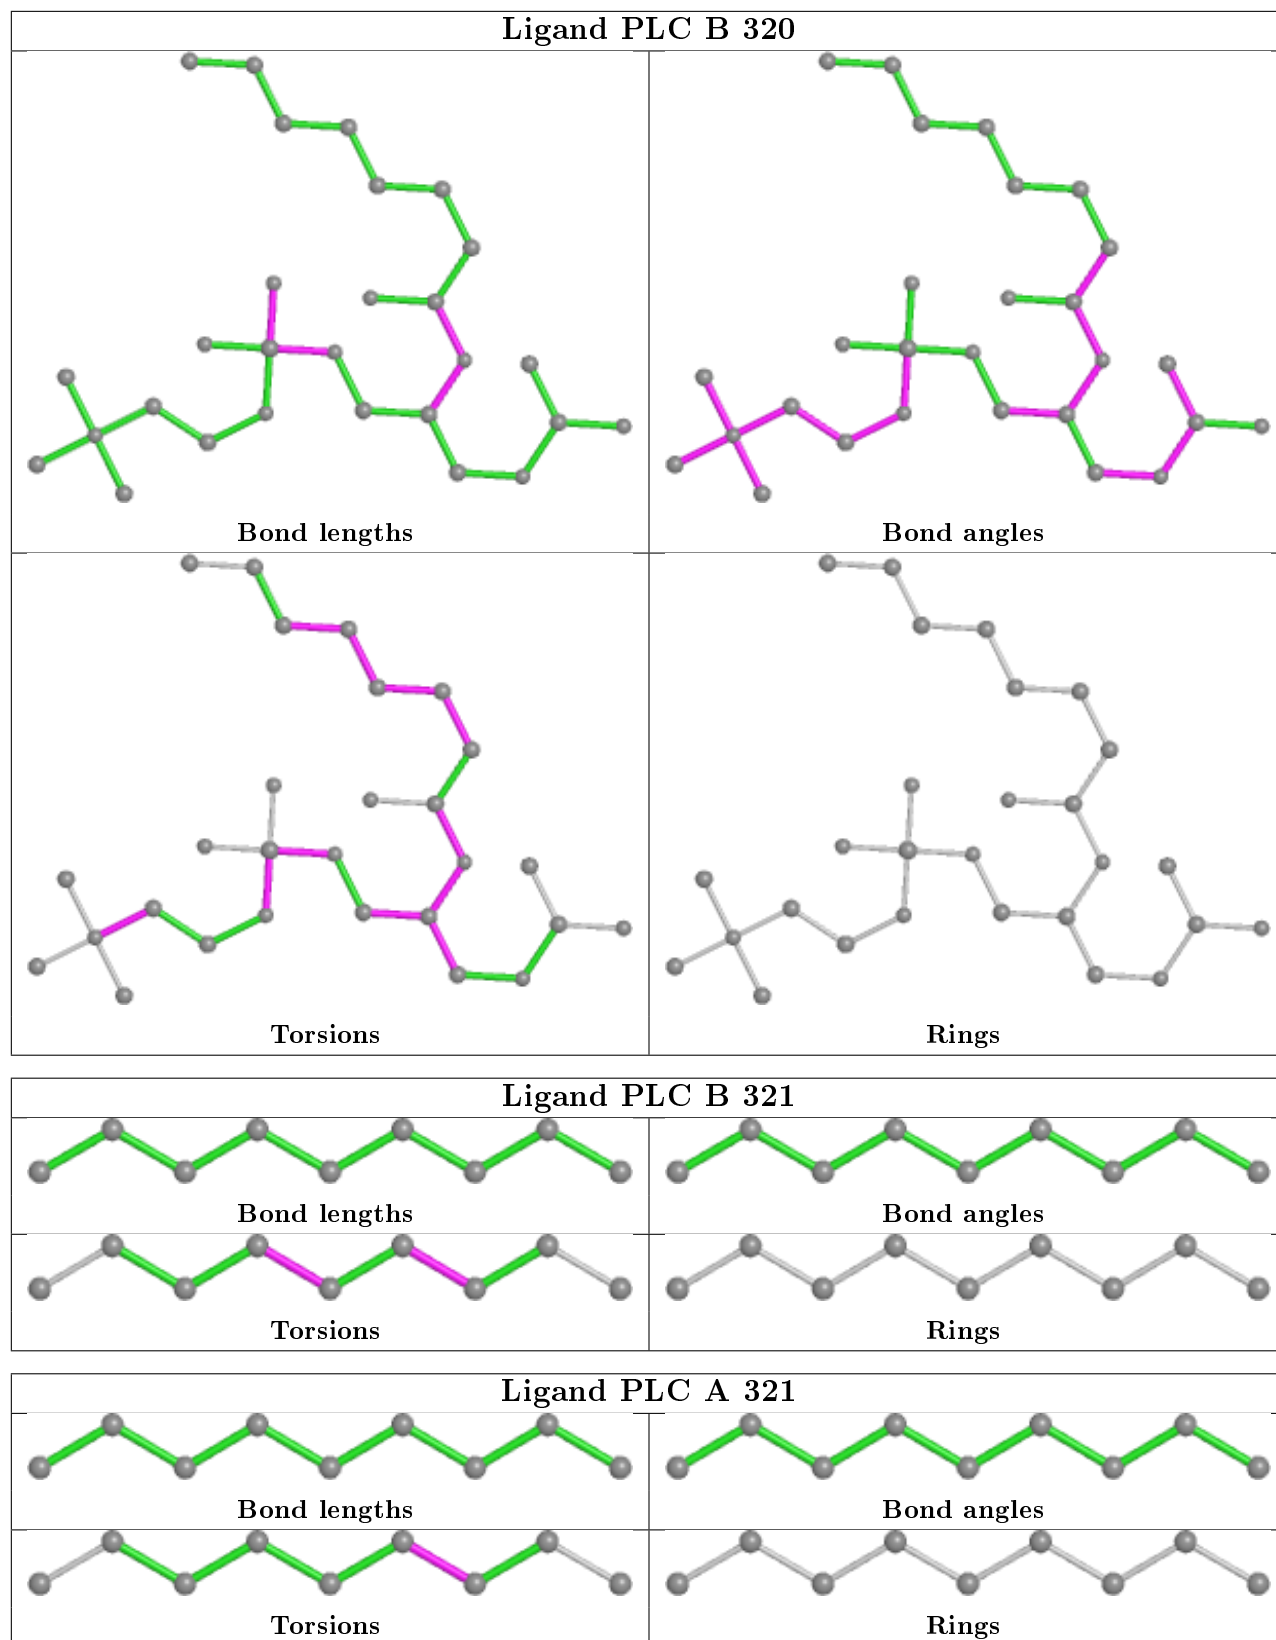 Ligand PLC B 320
Bond lengths
Bond angles
Torsions
Rings
Ligand PLC B 321
Bond lengths
Bond angles
Torsions
Rings
Ligand PLC A 321
Bond lengths
Bond angles
Torsions
Rings